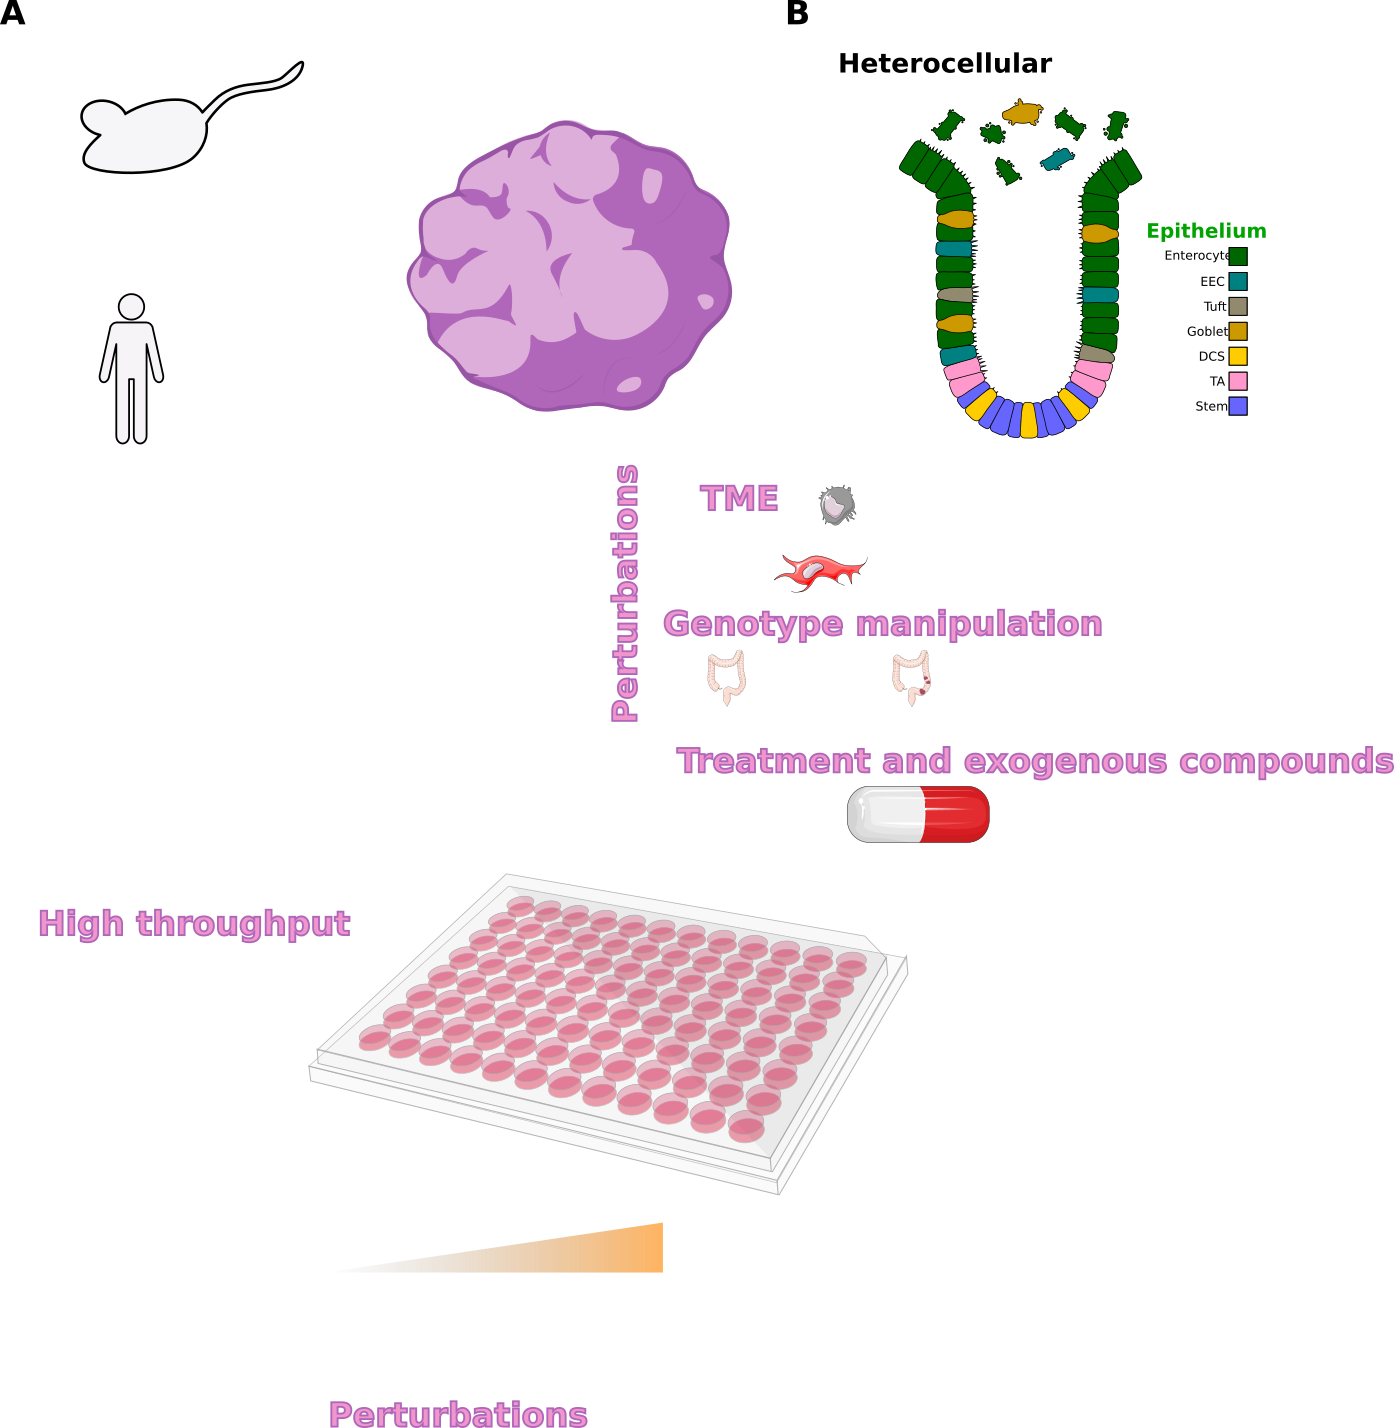 A
B
Heterocellular
Epithelium
Enterocyte
EEC
Tuft
Goblet
DCS
TA
Stem
Perturbations
TME
Genotype manipulation
Treatment and exogenous compounds
High throughput
Perturbations